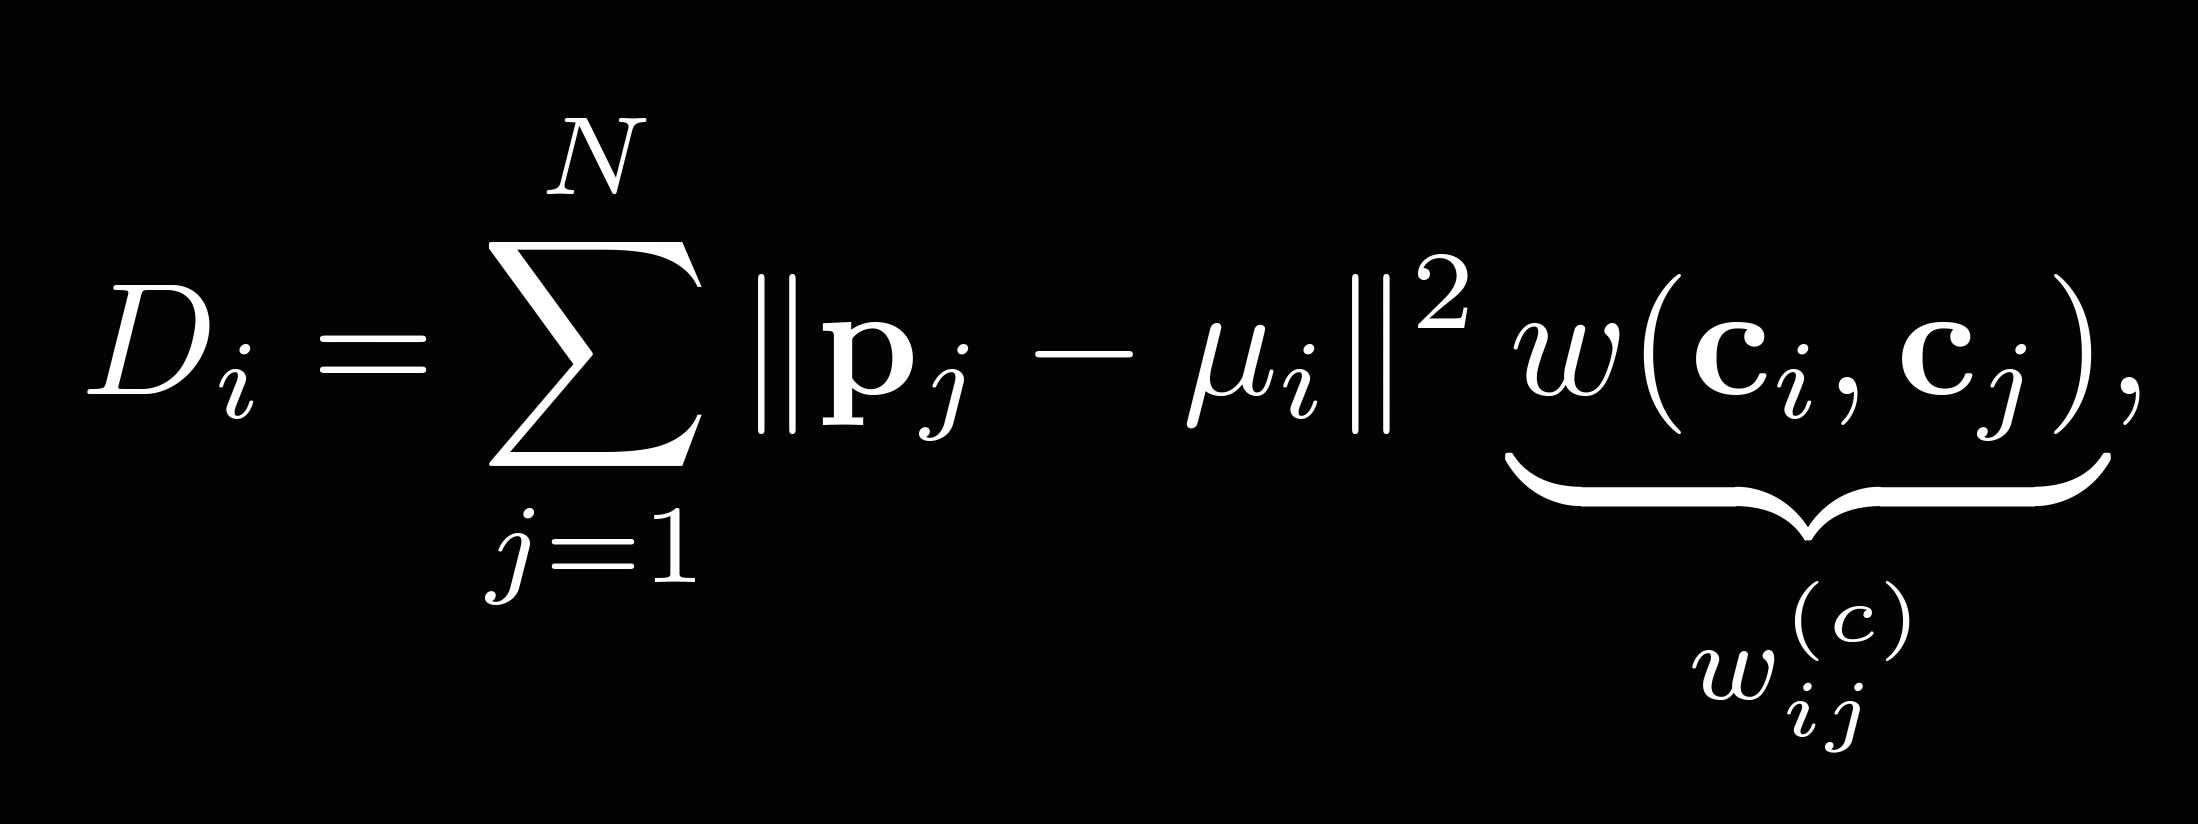 D_i = \sum_{j=1}^{N} \|\mathbf{p}_j - \mu_i\|^2 \underbrace{w(\mathbf{c}_i, \mathbf{c}_j)}_{w_{ij}^{(c)}},